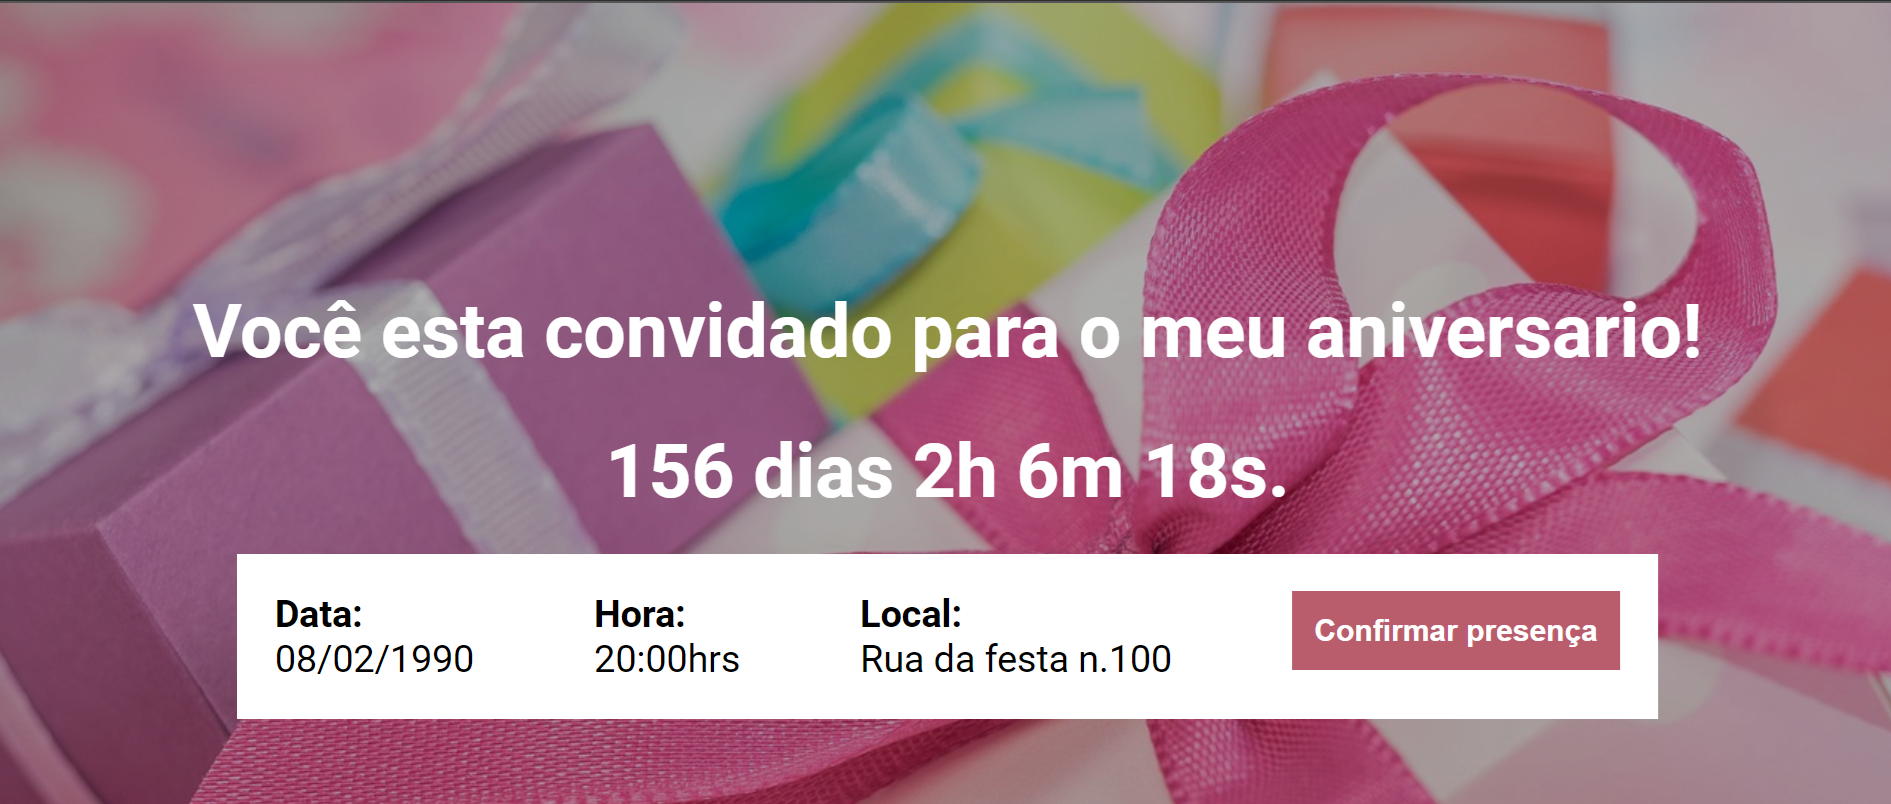 Você esta convidado para o meu aniversario!
156 dias 2h 6m 18s.
Data:
08/02/1990
Hora:
20:00hrs
Local:
Rua da festa n.100
Confirmar presença